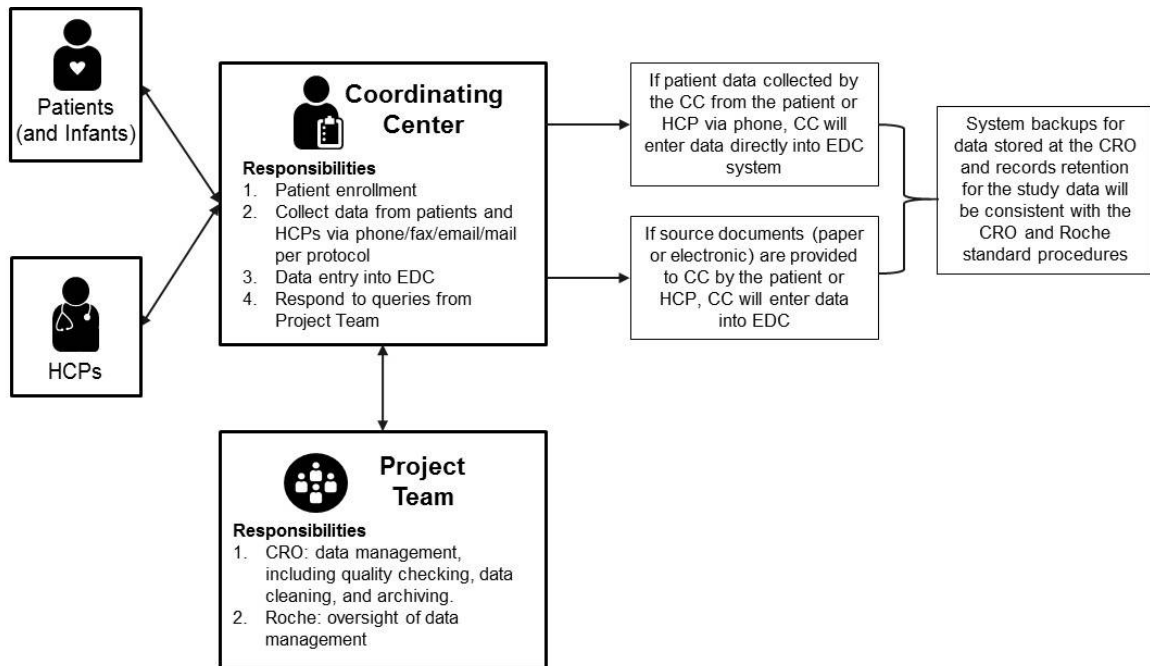 Patients
(and Infants)
HCPs
Coordinating
Center
Responsibilities
1. Patient enrollment
2. Collect data from patients and
HCPs via phone/fax/email/mail
per protocol
3. Data entry into EDC
4. Respond to queries from
Project Team
Project
Team
Responsibilities
1. CRO: data management,
including quality checking, data
cleaning, and archiving.
2. Roche: oversight of data
management
If patient data collected by
the CC from the patient or
HCP via phone, CC will
enter data directly into EDC
system
If source documents (paper
or electronic) are provided
to CC by the patient or
HCP, CC will enter data
into EDC
System backups for
data stored at the CRO
and records retention
for the study data will
be consistent with the
CRO and Roche
standard procedures